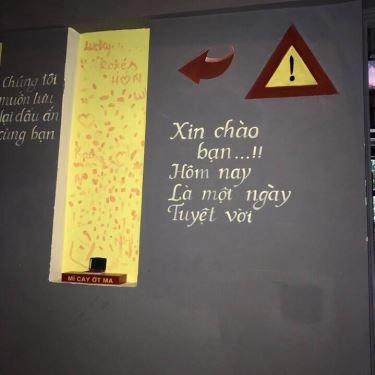 Chúng tôi
muốn lưu
lại dấu ấn
cùng bạn
Lucky
!
Xin chào
bạn...!!
Hôm nay
Là một ngày
Tuyệt vời
MÌ CAY ỚT MA